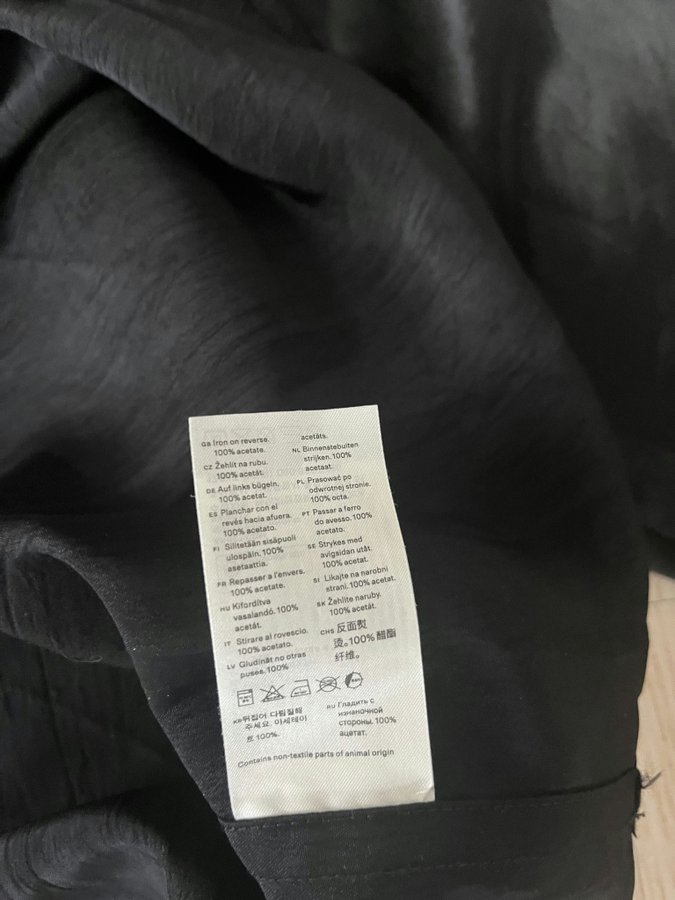 GB Iron on reverse.
100% acetate.
CZ Žehlit na rubu.
100% acetát.
DE Auf links bügeln.
100% acetat.
ES Planchar con el
revés hacia afuera.
100% acetato.
FI Silitetään sisäpuoli
ulospäin. 100%
asetaattia.
FR Repasser a l'envers.
100% acetate.
HU Kifordítva
vasalandó. 100%
acetát.
IT Stirare al rovescio.
100% acetato.
LV Gludināt no otras
puses. 100%
acetāts.
NL Binnenstebuiten
strijken. 100%
acetaat.
PL Prasować po
odwrotnej stronie.
100% octa.
PT Passar a ferro
do avesso. 100%
acetato.
SE Strykes med
avigsidan utåt.
100% acetat.
SI Likajte na narobni
strani. 100% acetat.
SK Žehlite naruby.
100% acetát.
CHS 反面熨
烫。100% 醋酯
纤维。
KR 뒤집어 다림질해
주세요. 아세테이
트 100%.
RU Гладить с
изнаночной
стороны. 100%
ацетат.
Contains non-textile parts of animal origin